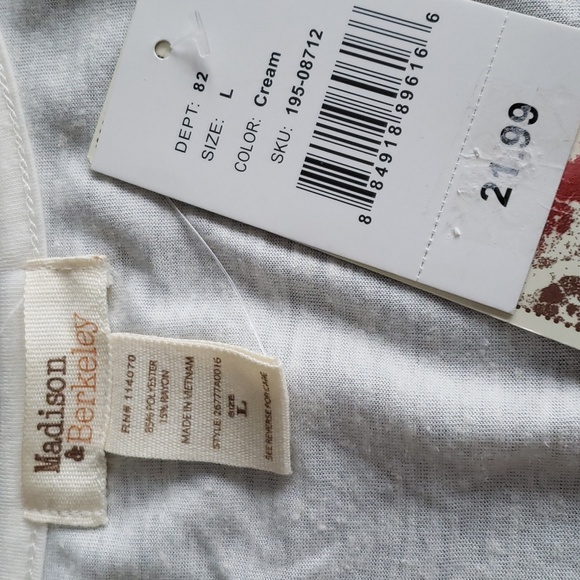 DEPT: 82
SIZE: L
COLOR: Cream
SKU: 195-08712
8 84918 89616 6
21.99
Madison
& Berkeley
RN# 114070
85% POLYESTER
15% RAYON
MADE IN VIETNAM
STYLE: 26777A0016
SIZE
L
SEE REVERSE FOR CARE